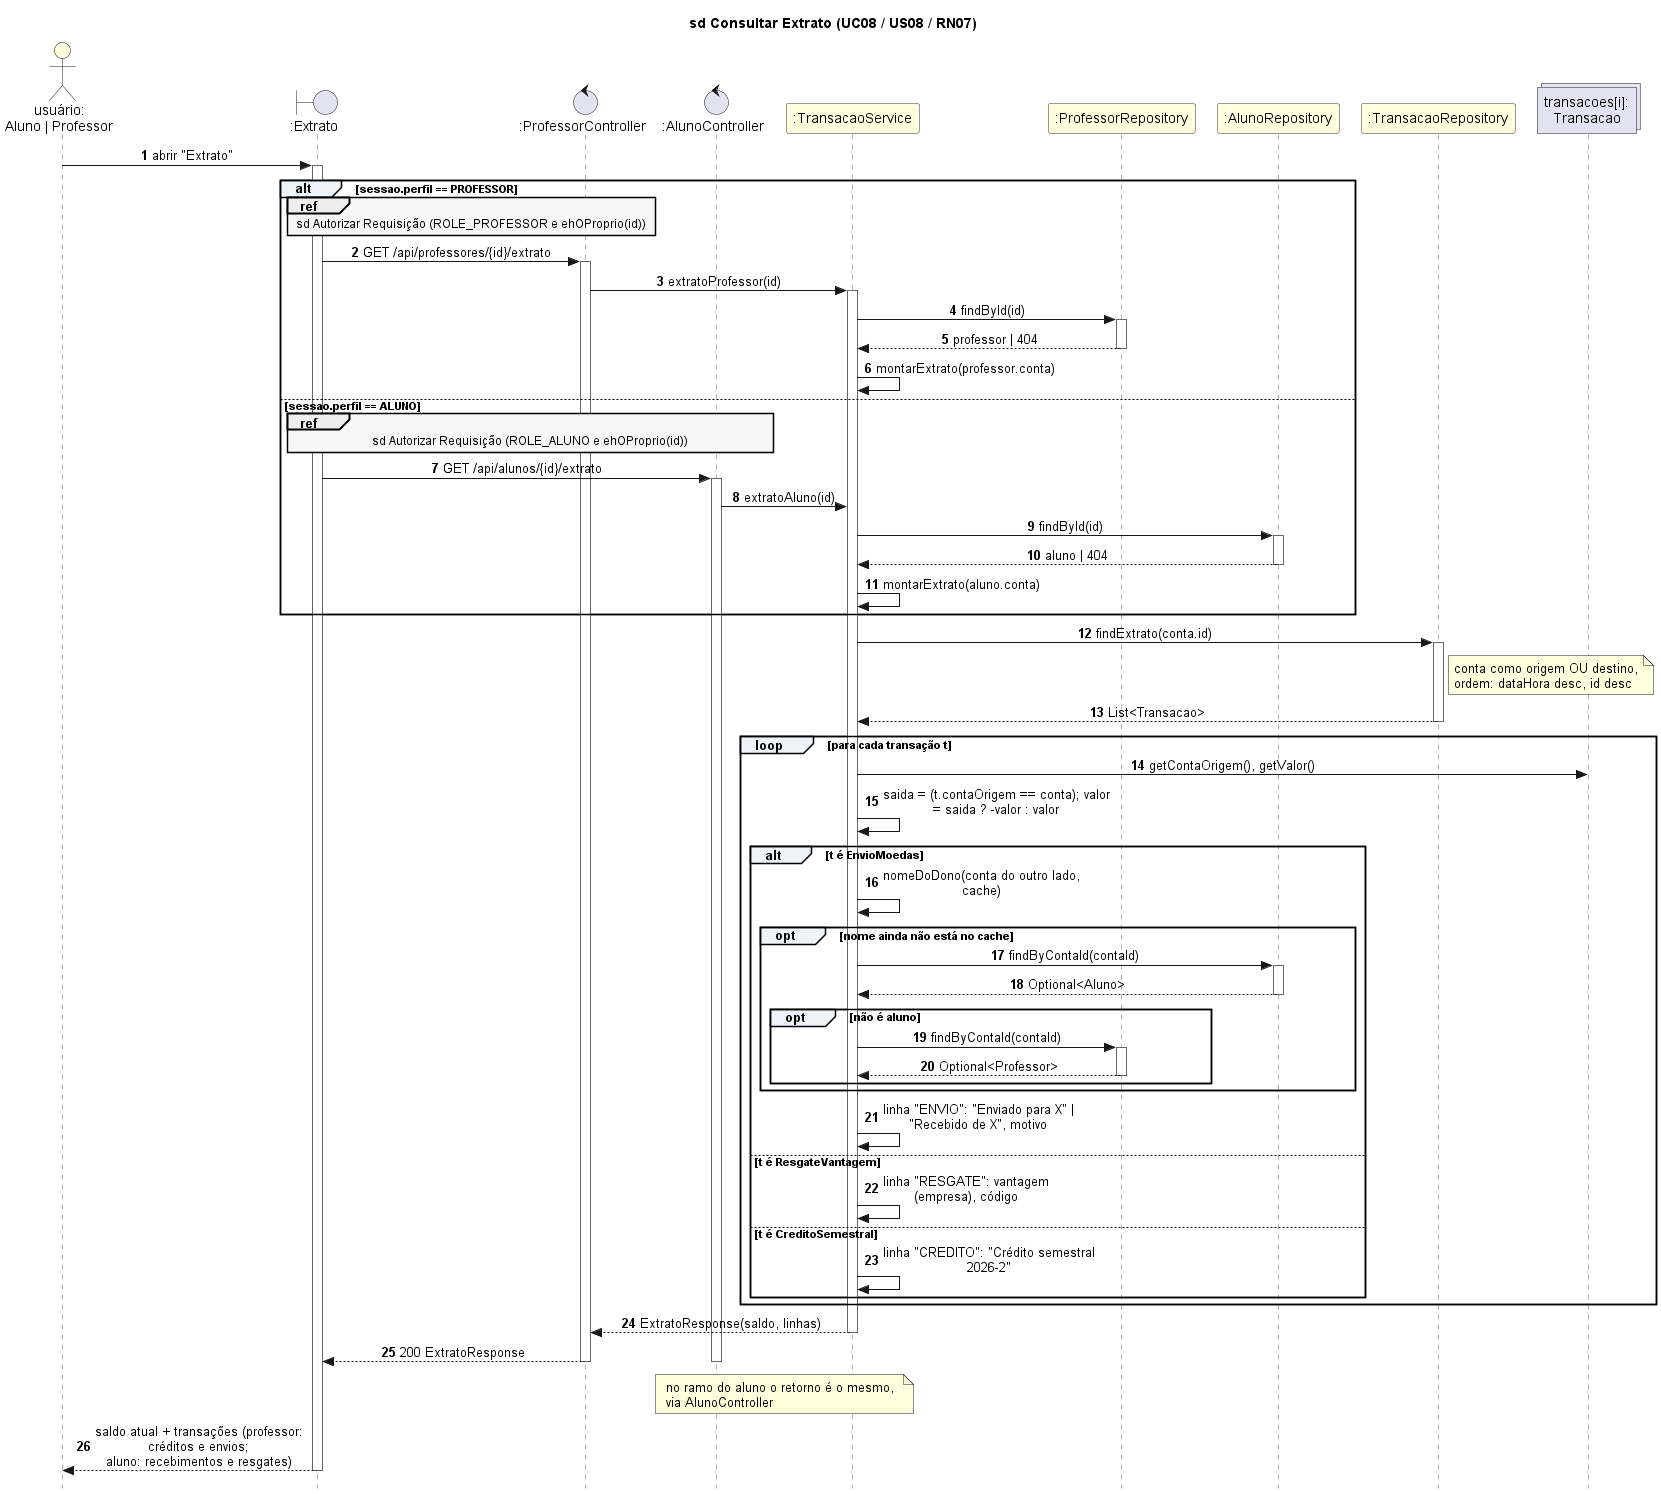 sd Consultar Extrato (UC08 / US08 / RN07)
usuário:
Aluno | Professor
:Extrato
:ProfessorController
:AlunoController
:TransacaoService
:ProfessorRepository
:AlunoRepository
:TransacaoRepository
transacoes[i]:
Transacao
1 abrir "Extrato"
alt [sessao.perfil == PROFESSOR]
ref
sd Autorizar Requisição (ROLE_PROFESSOR e ehOProprio(id))
2 GET /api/professores/{id}/extrato
3 extratoProfessor(id)
4 findById(id)
5 professor | 404
6 montarExtrato(professor.conta)
[sessao.perfil == ALUNO]
ref
sd Autorizar Requisição (ROLE_ALUNO e ehOProprio(id))
7 GET /api/alunos/{id}/extrato
8 extratoAluno(id)
9 findById(id)
10 aluno | 404
11 montarExtrato(aluno.conta)
12 findExtrato(conta.id)
conta como origem OU destino,
ordem: dataHora desc, id desc
13 List<Transacao>
loop [para cada transação t]
14 getContaOrigem(), getValor()
15 saida = (t.contaOrigem == conta); valor
= saida ? -valor : valor
alt [t é EnvioMoedas]
16 nomeDoDono(conta do outro lado,
cache)
opt [nome ainda não está no cache]
17 findByContaId(contaId)
18 Optional<Aluno>
opt [não é aluno]
19 findByContaId(contaId)
20 Optional<Professor>
21 linha "ENVIO": "Enviado para X" |
"Recebido de X", motivo
[t é ResgateVantagem]
22 linha "RESGATE": vantagem
(empresa), código
[t é CreditoSemestral]
23 linha "CREDITO": "Crédito semestral
2026-2"
24 ExtratoResponse(saldo, linhas)
25 200 ExtratoResponse
no ramo do aluno o retorno é o mesmo,
via AlunoController
26 saldo atual + transações (professor:
créditos e envios;
aluno: recebimentos e resgates)